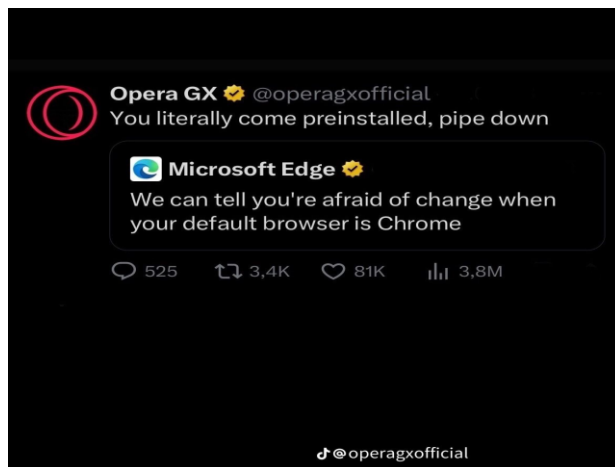 Opera GX @operagxofficial
You literally come preinstalled, pipe down
Microsoft Edge
We can tell you're afraid of change when
your default browser is Chrome
525 3,4K 81K 3,8M
@operagxofficial